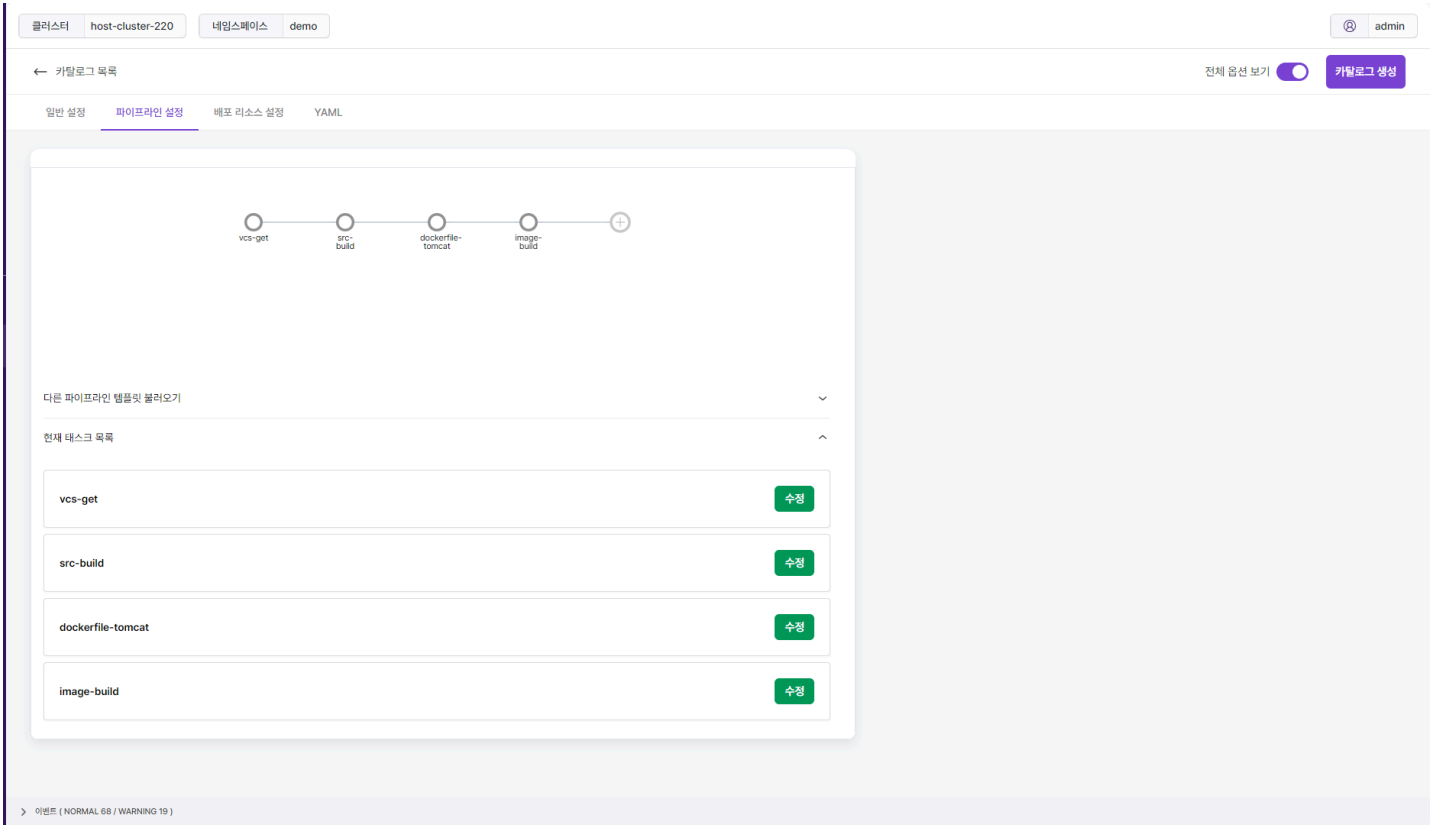 클러스터 host-cluster-220 네임스페이스 demo admin
카탈로그 목록 전체 옵션 보기 카탈로그 생성
일반 설정 파이프라인 설정 배포 리소스 설정 YAML
vcs-get src- dockerfile- image-
build tomcat build
다른 파이프라인 템플릿 불러오기
현재 태스크 목록
vcs-get 수정
src-build 수정
dockerfile-tomcat 수정
image-build 수정
이벤트 ( NORMAL 68 / WARNING 19 )